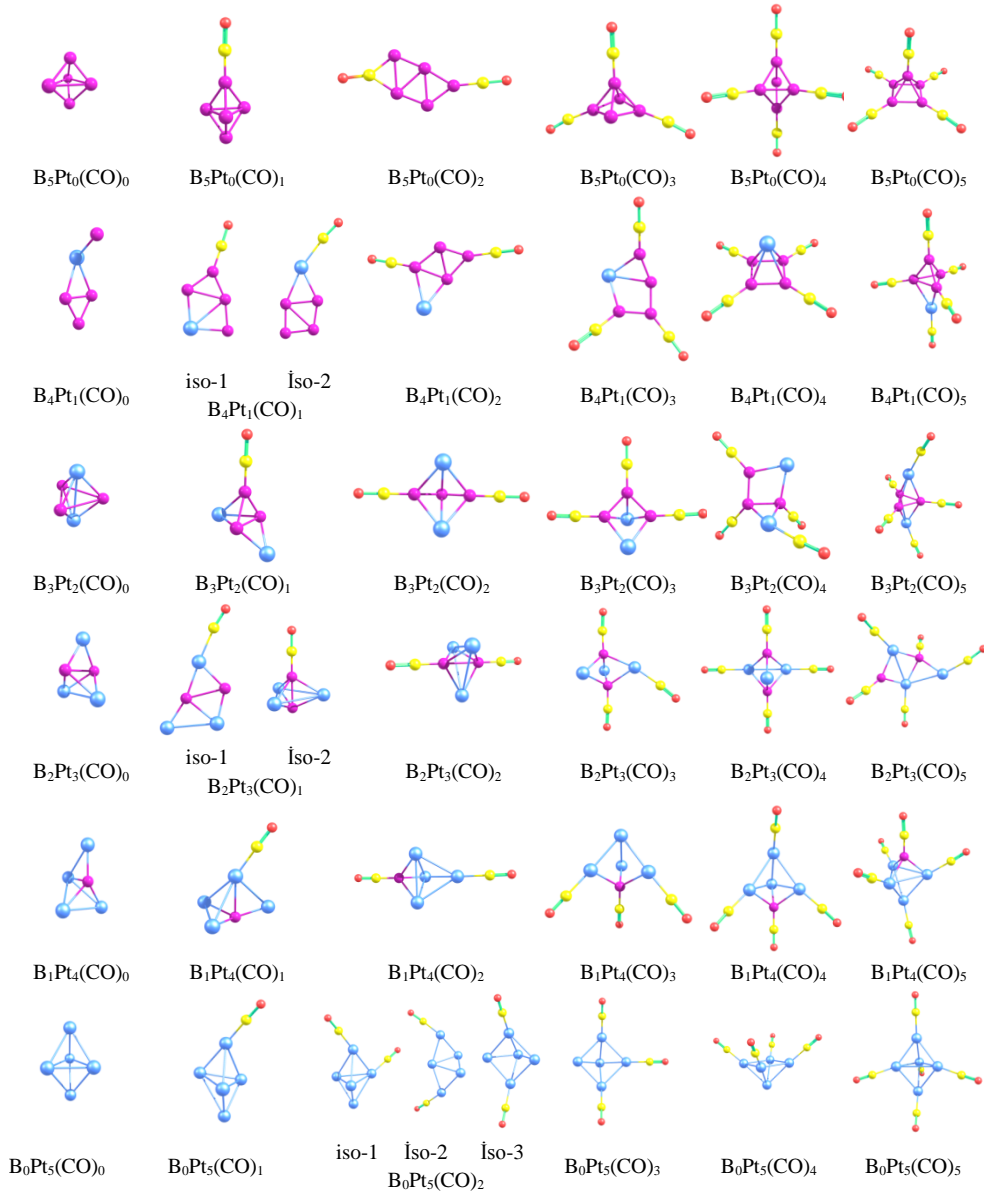 B₅Pt₀(CO)₀ B₅Pt₀(CO)₁ B₅Pt₀(CO)₂ B₅Pt₀(CO)₃ B₅Pt₀(CO)₄ B₅Pt₀(CO)₅
iso-1 İso-2
B₄Pt₁(CO)₀ B₄Pt₁(CO)₁ B₄Pt₁(CO)₂ B₄Pt₁(CO)₃ B₄Pt₁(CO)₄ B₄Pt₁(CO)₅
B₃Pt₂(CO)₀ B₃Pt₂(CO)₁ B₃Pt₂(CO)₂ B₃Pt₂(CO)₃ B₃Pt₂(CO)₄ B₃Pt₂(CO)₅
iso-1 İso-2
B₂Pt₃(CO)₀ B₂Pt₃(CO)₁ B₂Pt₃(CO)₂ B₂Pt₃(CO)₃ B₂Pt₃(CO)₄ B₂Pt₃(CO)₅
B₁Pt₄(CO)₀ B₁Pt₄(CO)₁ B₁Pt₄(CO)₂ B₁Pt₄(CO)₃ B₁Pt₄(CO)₄ B₁Pt₄(CO)₅
iso-1 İso-2 İso-3
B₀Pt₅(CO)₀ B₀Pt₅(CO)₁ B₀Pt₅(CO)₂ B₀Pt₅(CO)₃ B₀Pt₅(CO)₄ B₀Pt₅(CO)₅